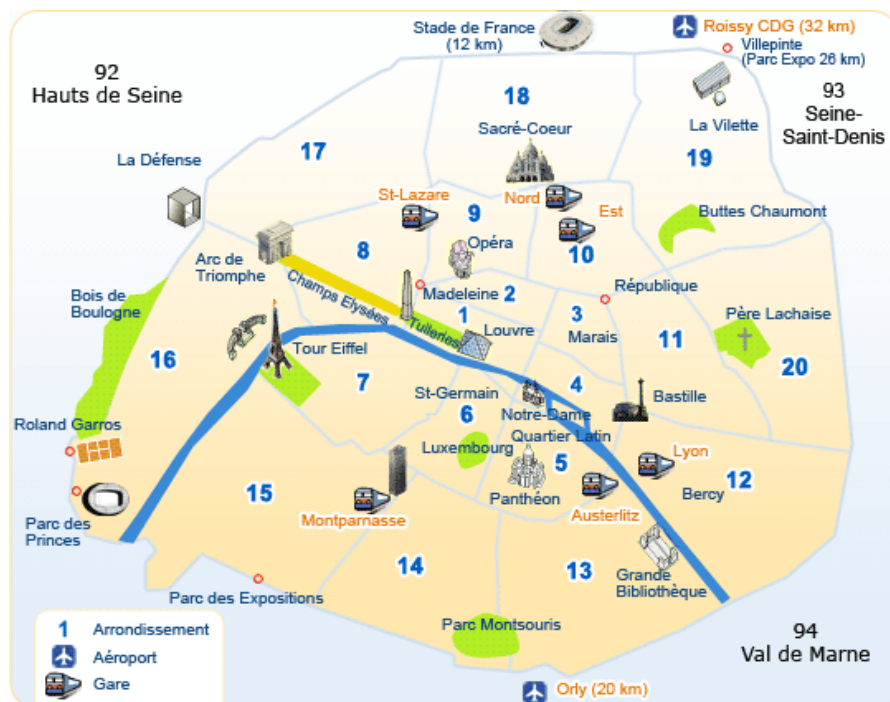 Stade de France
(12 km)
Roissy CDG (32 km)
Villepinte
(Parc Expo 26 km)
92
Hauts de Seine
93
Seine-
Saint-Denis
18
Sacré-Coeur
La Vilette
17
19
La Défense
St-Lazare
Nord
Est
9
Buttes Chaumont
Opéra
8
10
Arc de
Triomphe
Champs Elysées
Madeleine
2
République
Bois de
Boulogne
1
Tuileries
Louvre
3
Marais
Père Lachaise
11
Tour Eiffel
16
7
20
4
St-Germain
Notre-Dame
Bastille
6
Roland Garros
Luxembourg
Quartier Latin
5
Lyon
12
Panthéon
Bercy
15
Montparnasse
Austerlitz
Parc des
Princes
14
13
Grande
Bibliothèque
Parc des Expositions
Parc Montsouris
94
Val de Marne
1 Arrondissement
Aéroport
Gare
Orly (20 km)